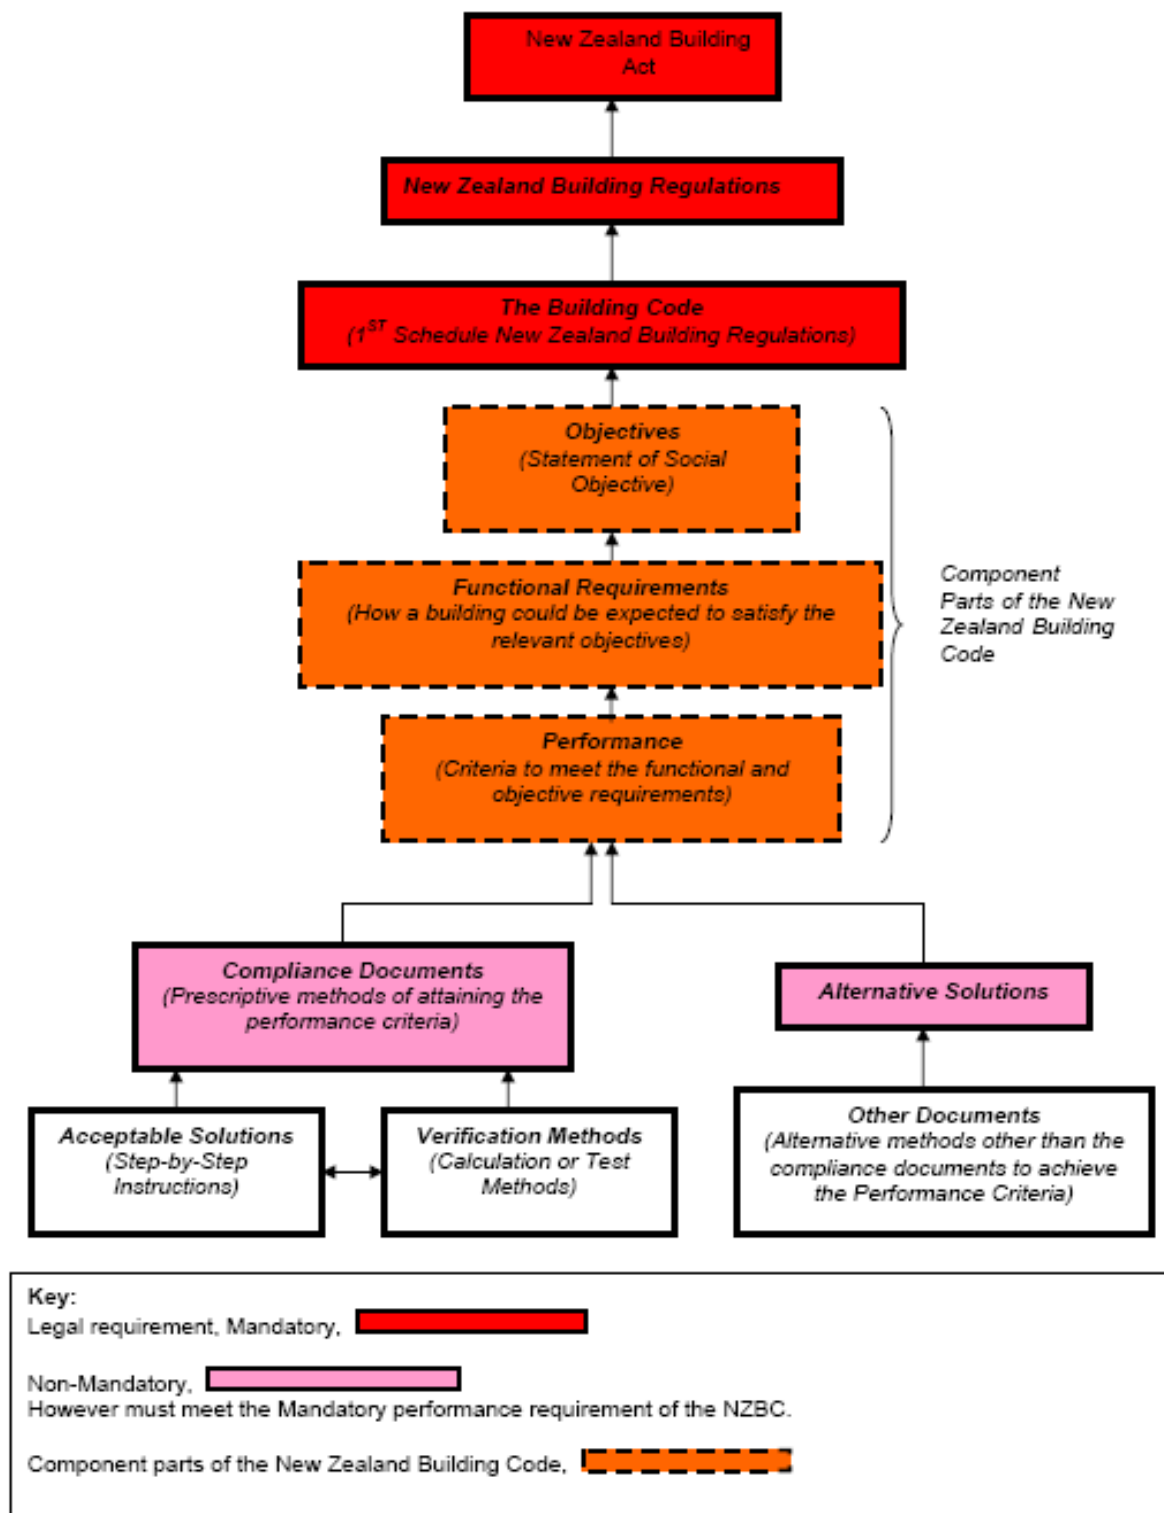 New Zealand Building
Act
New Zealand Building Regulations
The Building Code
(1ST Schedule New Zealand Building Regulations)
Objectives
(Statement of Social
Objective)
Functional Requirements
(How a building could be expected to satisfy the
relevant objectives)
Component
Parts of the New
Zealand Building
Code
Performance
(Criteria to meet the functional and
objective requirements)
Compliance Documents
(Prescriptive methods of attaining the
performance criteria)
Alternative Solutions
Acceptable Solutions
(Step-by-Step
Instructions)
Verification Methods
(Calculation or Test
Methods)
Other Documents
(Alternative methods other than the
compliance documents to achieve
the Performance Criteria)
Key:
Legal requirement, Mandatory,
Non-Mandatory,
However must meet the Mandatory performance requirement of the NZBC.
Component parts of the New Zealand Building Code,